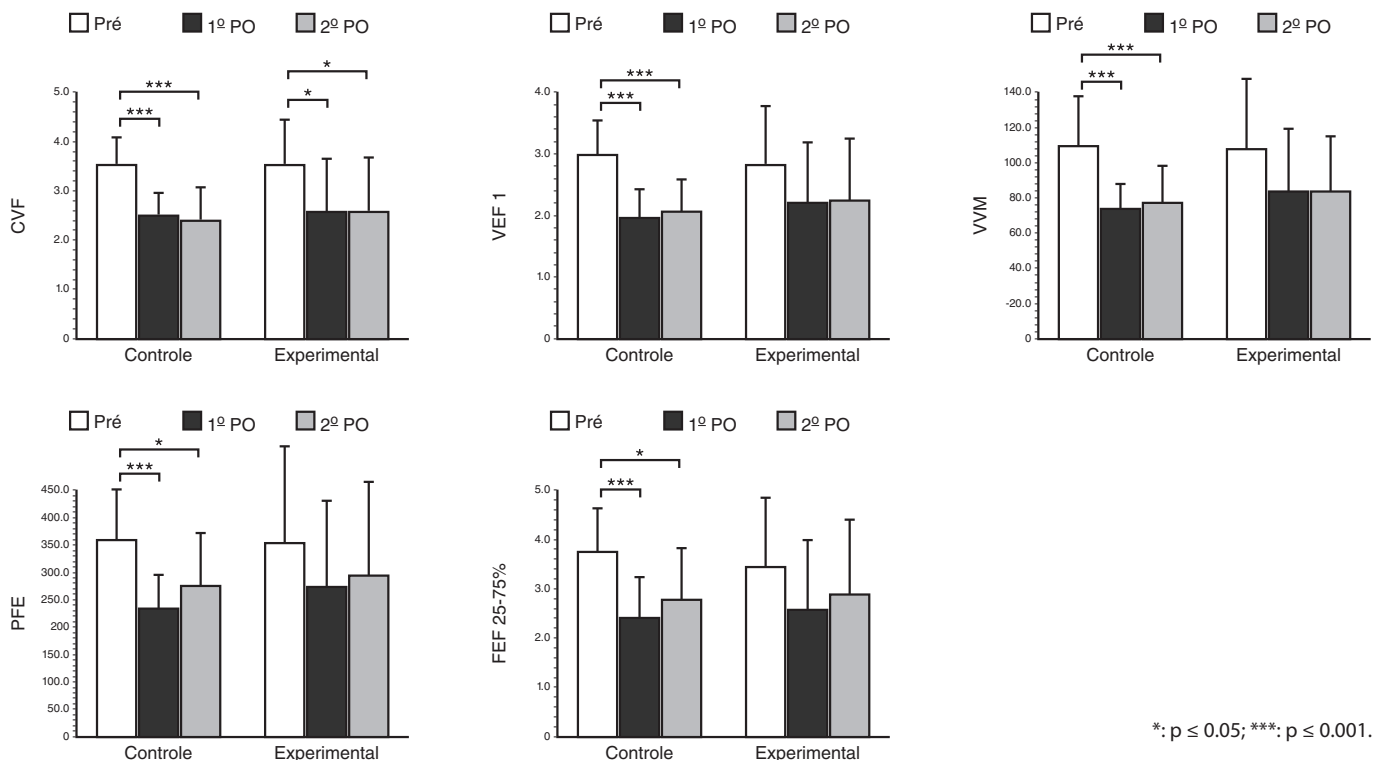 Pré 1º PO 2º PO
*** ***
* *
CVF
5.0
4.0
3.0
2.0
1.0
0
Controle Experimental
Pré 1º PO 2º PO
*** ***
VEF 1
4.0
3.0
2.0
1.0
0
Controle Experimental
Pré 1º PO 2º PO
*** ***
VVM
140.0
120.0
100.0
80.0
60.0
40.0
-20.0
0
Controle Experimental
Pré 1º PO 2º PO
*** *
PFE
450.0
400.0
350.0
300.0
250.0
200
150.0
100.0
50.0
0
Controle Experimental
Pré 1º PO 2º PO
*** *
FEF 25-75%
5.0
4.0
3.0
2.0
1.0
0
Controle Experimental
*: p ≤ 0.05; ***: p ≤ 0.001.